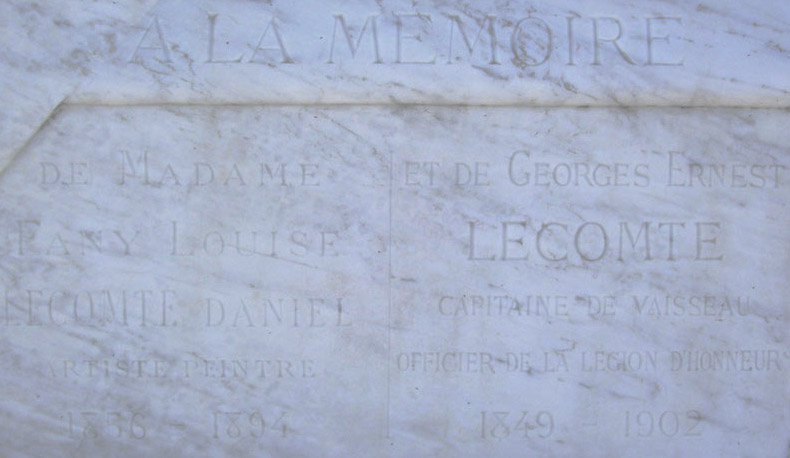 A LA MEMOIRE
DE MADAME
FANY LOUISE
LECOMTE DANIEL
ARTISTE PEINTRE
1856 - 1894
ET DE GEORGES ERNEST
LECOMTE
CAPITAINE DE VAISSEAU
OFFICIER DE LA LEGION D'HONNEUR
1849 - 1902